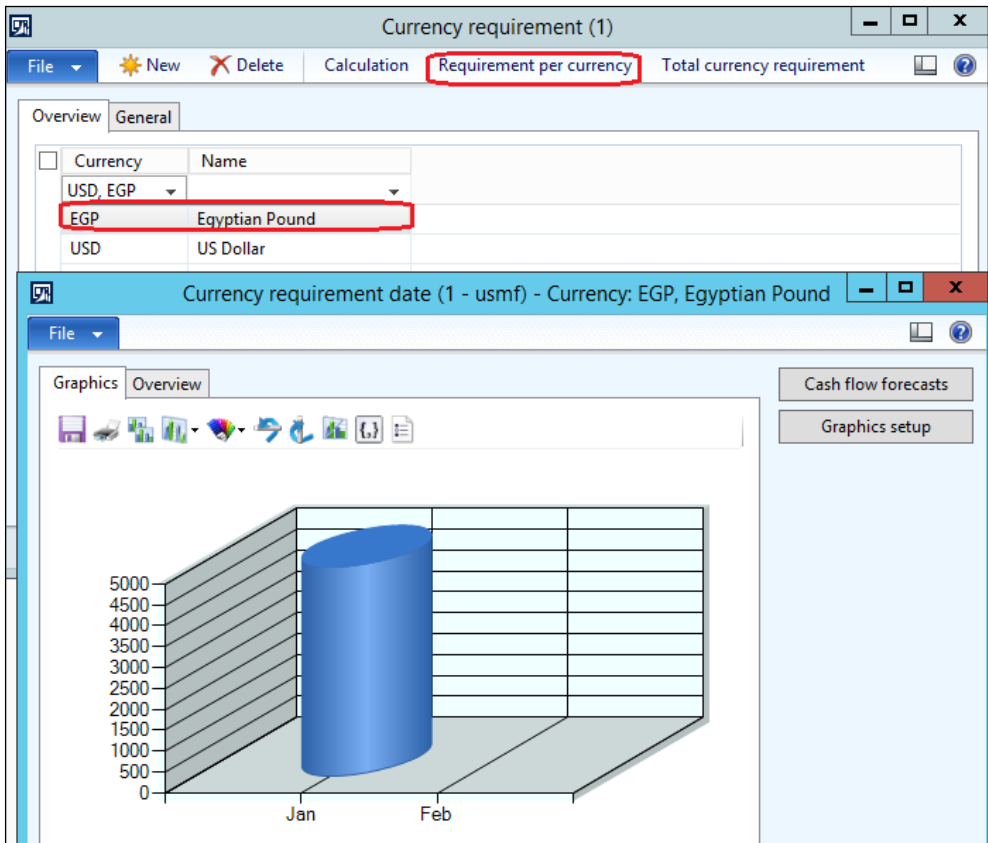 Currency requirement (1)
File New Delete Calculation Requirement per currency Total currency requirement
Overview General
Currency Name
USD, EGP
EGP Egyptian Pound
USD US Dollar
Currency requirement date (1 - usmf) - Currency: EGP, Egyptian Pound
File
Graphics Overview
Cash flow forecasts
Graphics setup
5000
4500
4000
3500
3000
2500
2000
1500
1000
500
0
Jan Feb